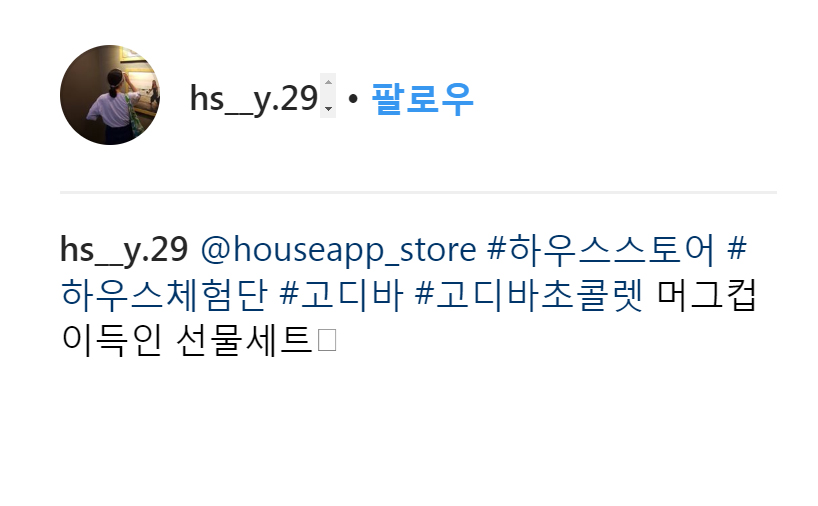 hs__y.29 • 팔로우
hs__y.29 @houseapp_store #하우스스토어 #
하우스체험단 #고디바 #고디바초콜렛 머그컵
이득인 선물세트